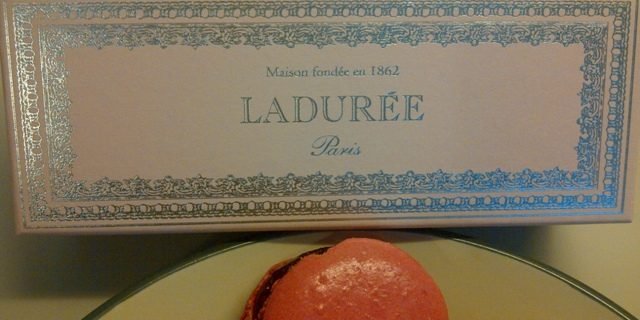 Maison fondée en 1862
LADURÉE
Paris